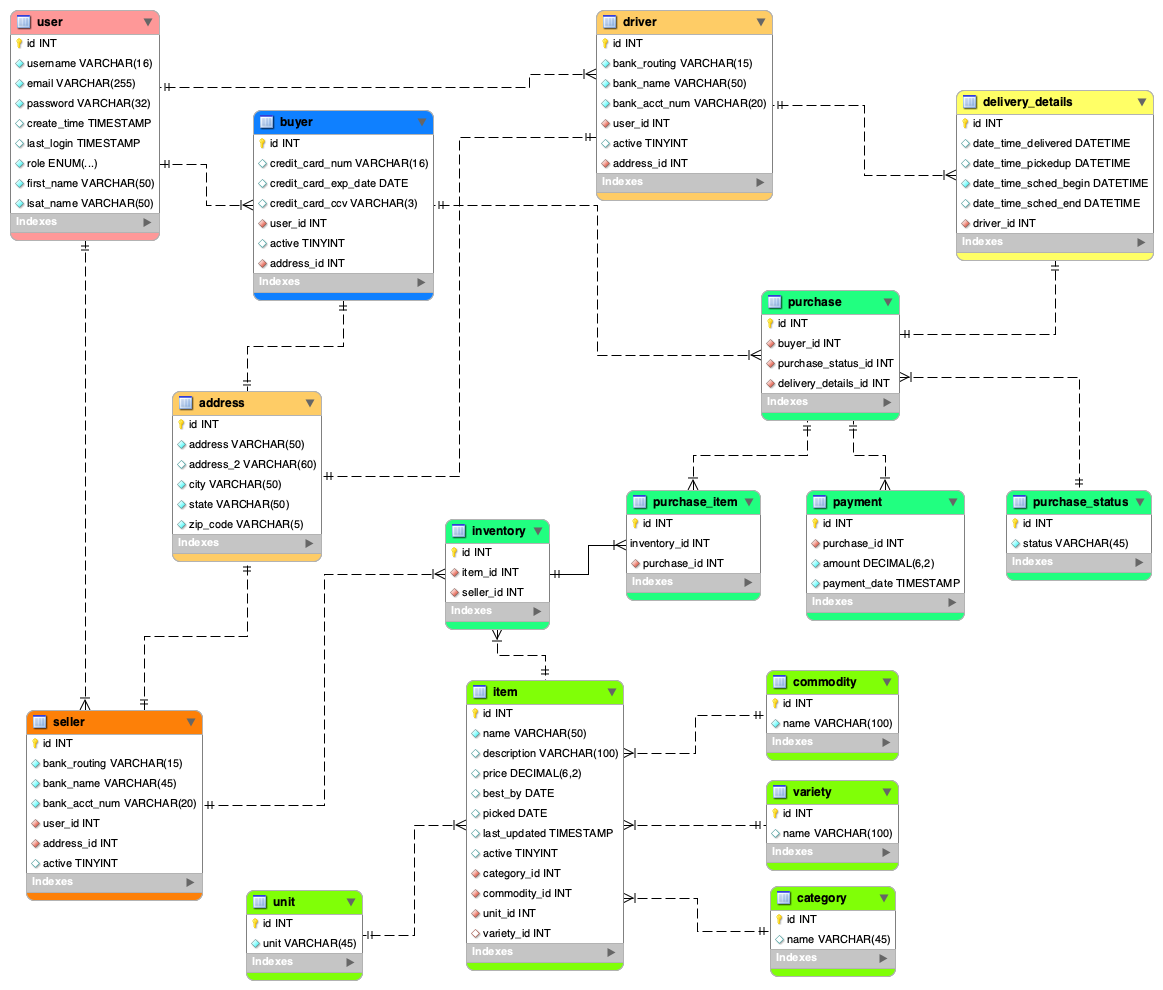 user
id INT
username VARCHAR(16)
email VARCHAR(255)
password VARCHAR(32)
create_time TIMESTAMP
last_login TIMESTAMP
role ENUM(...)
first_name VARCHAR(50)
lsat_name VARCHAR(50)
Indexes
buyer
id INT
credit_card_num VARCHAR(16)
credit_card_exp_date DATE
credit_card_ccv VARCHAR(3)
user_id INT
active TINYINT
address_id INT
Indexes
driver
id INT
bank_routing VARCHAR(15)
bank_name VARCHAR(50)
bank_acct_num VARCHAR(20)
user_id INT
active TINYINT
address_id INT
Indexes
delivery_details
id INT
date_time_delivered DATETIME
date_time_pickedup DATETIME
date_time_sched_begin DATETIME
date_time_sched_end DATETIME
driver_id INT
Indexes
purchase
id INT
buyer_id INT
purchase_status_id INT
delivery_details_id INT
Indexes
address
id INT
address VARCHAR(50)
address_2 VARCHAR(60)
city VARCHAR(50)
state VARCHAR(50)
zip_code VARCHAR(5)
Indexes
inventory
id INT
item_id INT
seller_id INT
Indexes
purchase_item
id INT
inventory_id INT
purchase_id INT
Indexes
payment
id INT
purchase_id INT
amount DECIMAL(6,2)
payment_date TIMESTAMP
Indexes
purchase_status
id INT
status VARCHAR(45)
Indexes
seller
id INT
bank_routing VARCHAR(15)
bank_name VARCHAR(45)
bank_acct_num VARCHAR(20)
user_id INT
address_id INT
active TINYINT
Indexes
item
id INT
name VARCHAR(50)
description VARCHAR(100)
price DECIMAL(6,2)
best_by DATE
picked DATE
last_updated TIMESTAMP
active TINYINT
category_id INT
commodity_id INT
unit_id INT
variety_id INT
Indexes
commodity
id INT
name VARCHAR(100)
Indexes
variety
id INT
name VARCHAR(100)
Indexes
unit
id INT
unit VARCHAR(45)
Indexes
category
id INT
name VARCHAR(45)
Indexes